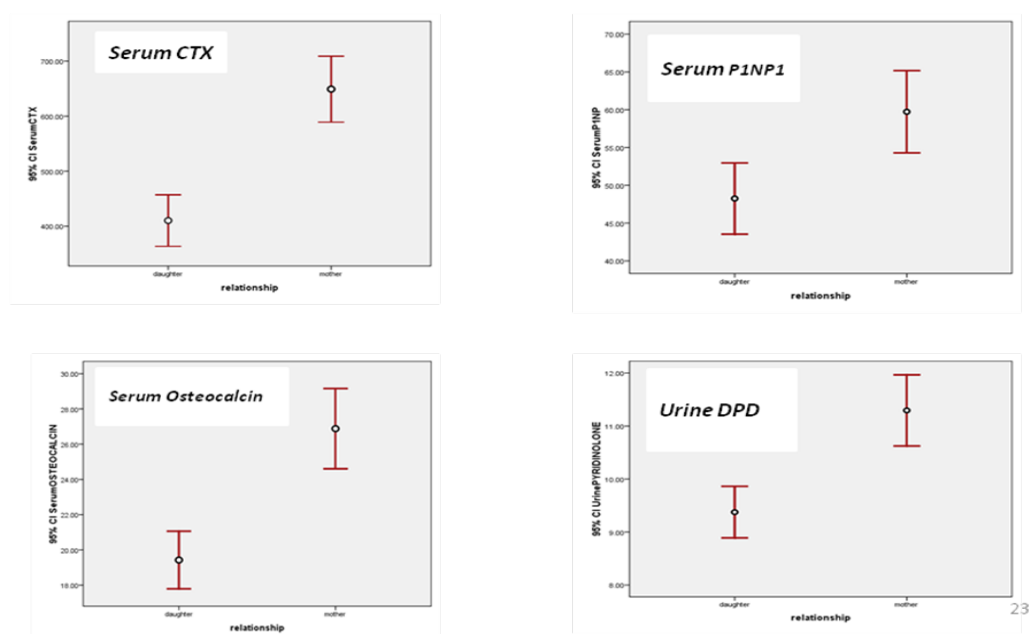 Serum CTX
95% CI SerumCTX
700.00
600.00
500.00
400.00
daughter
mother
relationship
Serum P1NP1
95% CI SerumP1NP
70.00
65.00
60.00
55.00
50.00
45.00
40.00
daughter
mother
relationship
Serum Osteocalcin
95% CI SerumOSTEOCALCIN
30.00
28.00
26.00
24.00
22.00
20.00
18.00
daughter
mother
relationship
Urine DPD
95% CI UrinePYRIDINOLONE
12.00
11.00
10.00
9.00
8.00
daughter
mother
relationship
23